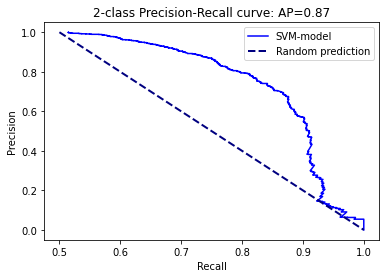 2-class Precision-Recall curve: AP=0.87
SVM-model
Random prediction
Precision
1.0
0.8
0.6
0.4
0.2
0.0
0.5 0.6 0.7 0.8 0.9 1.0
Recall